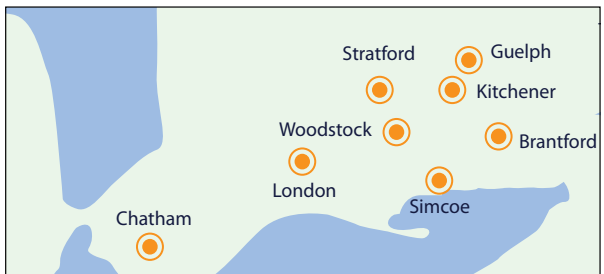 Stratford
Guelph
Kitchener
Woodstock
Brantford
London
Simcoe
Chatham